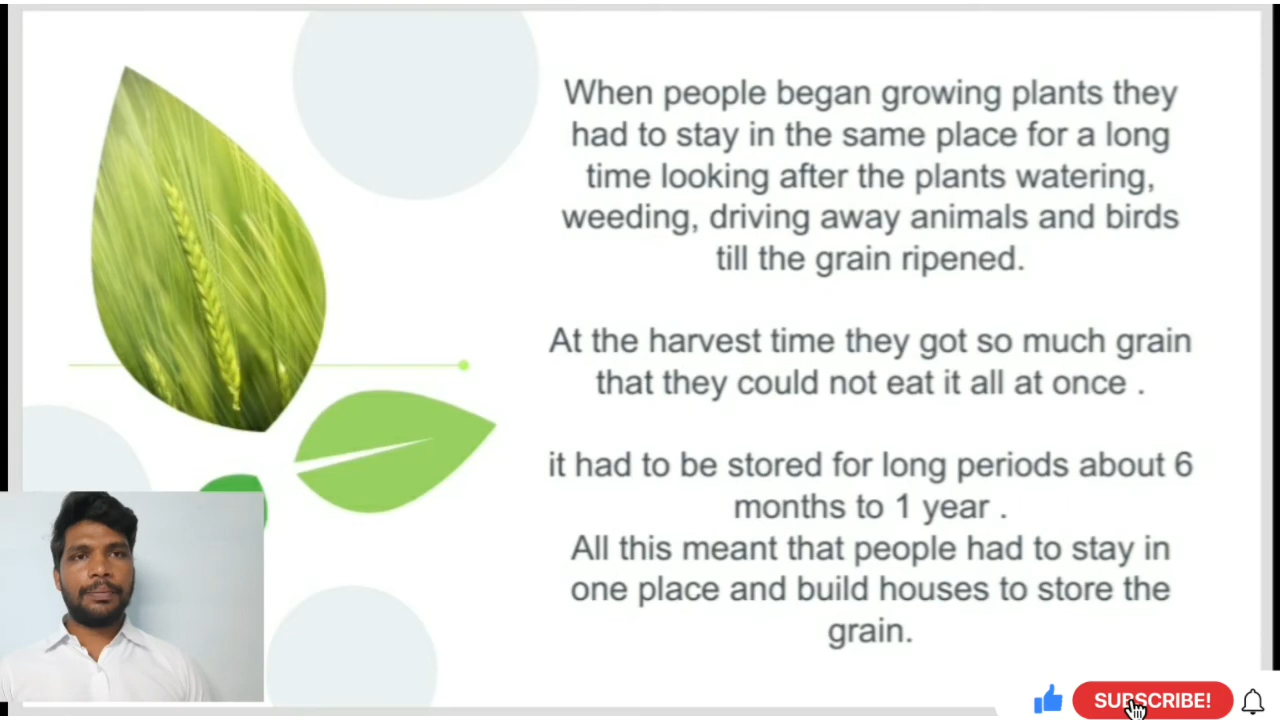 When people began growing plants they
had to stay in the same place for a long
time looking after the plants watering,
weeding, driving away animals and birds
till the grain ripened.
At the harvest time they got so much grain
that they could not eat it all at once .
it had to be stored for long periods about 6
months to 1 year .
All this meant that people had to stay in
one place and build houses to store the
grain.
SUBSCRIBE!